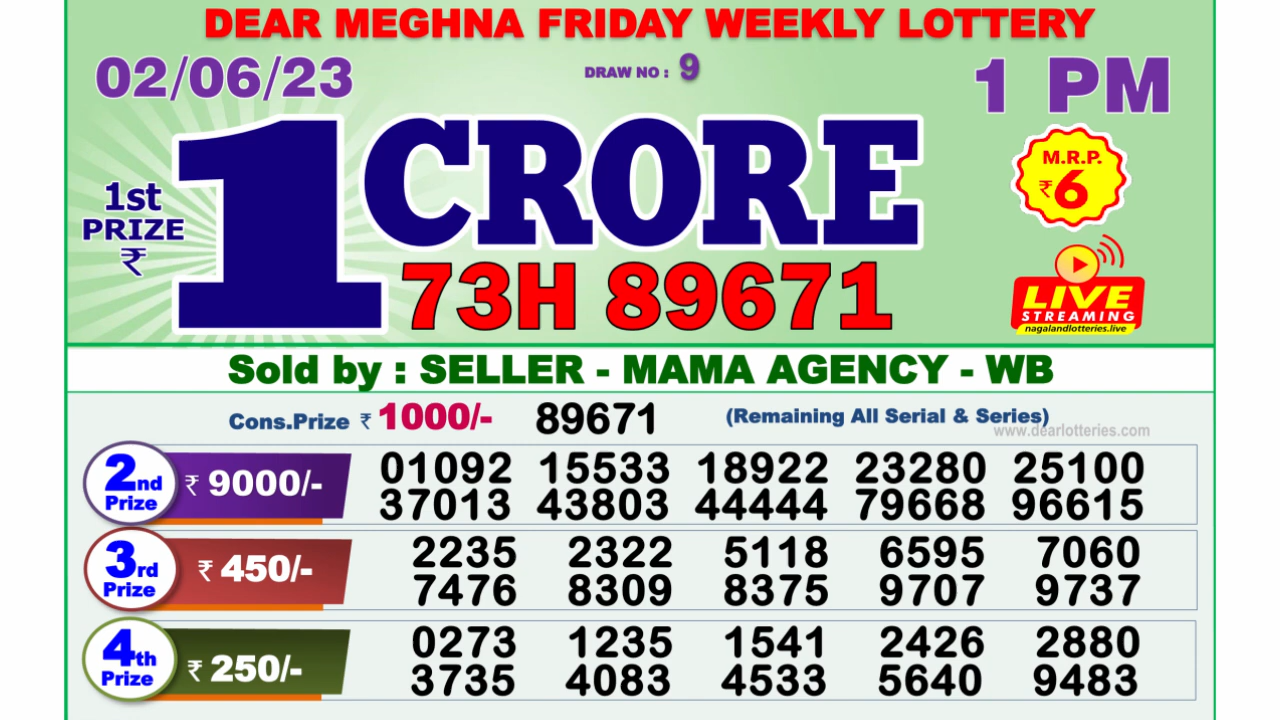 DEAR MEGHNA FRIDAY WEEKLY LOTTERY
02/06/23 DRAW NO : 9 1 PM
1st PRIZE ₹ 1 CRORE
73H 89671
M.R.P.
₹6
LIVE
STREAMING
nagalandlotteries.live
Sold by : SELLER - MAMA AGENCY - WB
Cons.Prize ₹ 1000/- 89671 (Remaining All Serial & Series)
www.dearlotteries.com
2nd Prize ₹ 9000/-
01092 15533 18922 23280 25100
37013 43803 44444 79668 96615
3rd Prize ₹ 450/-
2235 2322 5118 6595 7060
7476 8309 8375 9707 9737
4th Prize ₹ 250/-
0273 1235 1541 2426 2880
3735 4083 4533 5640 9483